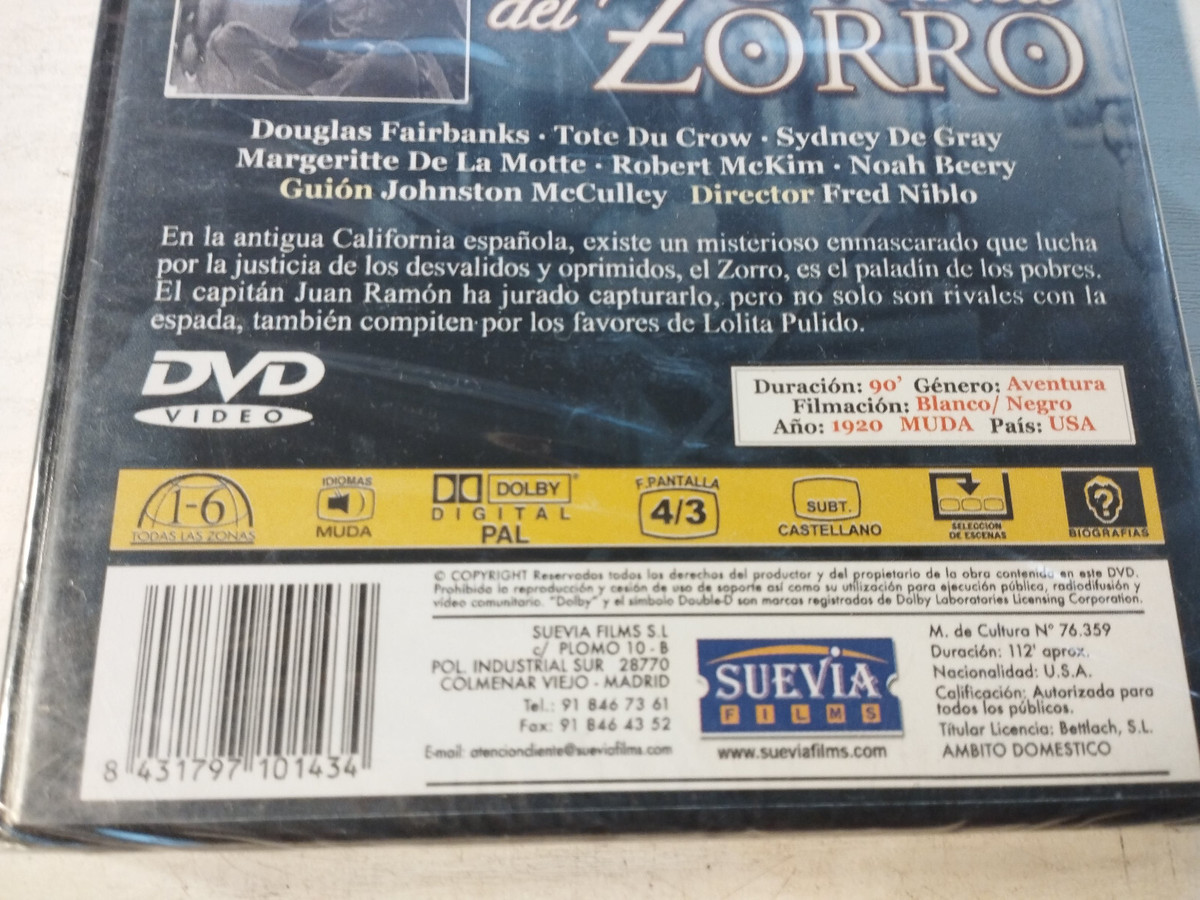 del
ZORRO
Douglas Fairbanks · Tote Du Crow · Sydney De Gray
Margeritte De La Motte · Robert McKim · Noah Beery
Guión Johnston McCulley Director Fred Niblo
En la antigua California española, existe un misterioso enmascarado que lucha
por la justicia de los desvalidos y oprimidos, el Zorro, es el paladín de los pobres.
El capitán Juan Ramón ha jurado capturarlo, pero no solo son rivales con la
espada, también compiten por los favores de Lolita Pulido.
DVD
VIDEO
Duración: 90' Género: Aventura
Filmación: Blanco/ Negro
Año: 1920 MUDA País: USA
1-6
TODAS LAS ZONAS
IDIOMAS
MUDA
DOLBY
DIGITAL
PAL
F.PANTALLA
4/3
SUBT.
CASTELLANO
SELECCION
DE ESCENAS
?
BIOGRAFIAS
© COPYRIGHT Reservados todos los derechos del productor y del propietario de la obra contenida en este DVD.
Prohibida la reproducción y cesión de uso de soporte así como su utilización para ejecución pública, radiodifusión y
vídeo comunitario. "Dolby" y el símbolo Double-D son marcas registradas de Dolby Laboratories Licensing Corporation.
SUEVIA FILMS S.L
c/ PLOMO 10 - B
POL. INDUSTRIAL SUR 28770
COLMENAR VIEJO - MADRID
Tel.: 91 846 73 61
Fax: 91 846 43 52
E-mail: atencioncliente@sueviafilms.com
SUEVIA
FILMS
www.sueviafilms.com
M. de Cultura Nº 76.359
Duración: 112' aprox.
Nacionalidad: U.S.A.
Calificación: Autorizada para
todos los públicos.
Títular Licencia: Bettlach, S.L.
AMBITO DOMESTICO
8 431797 101434